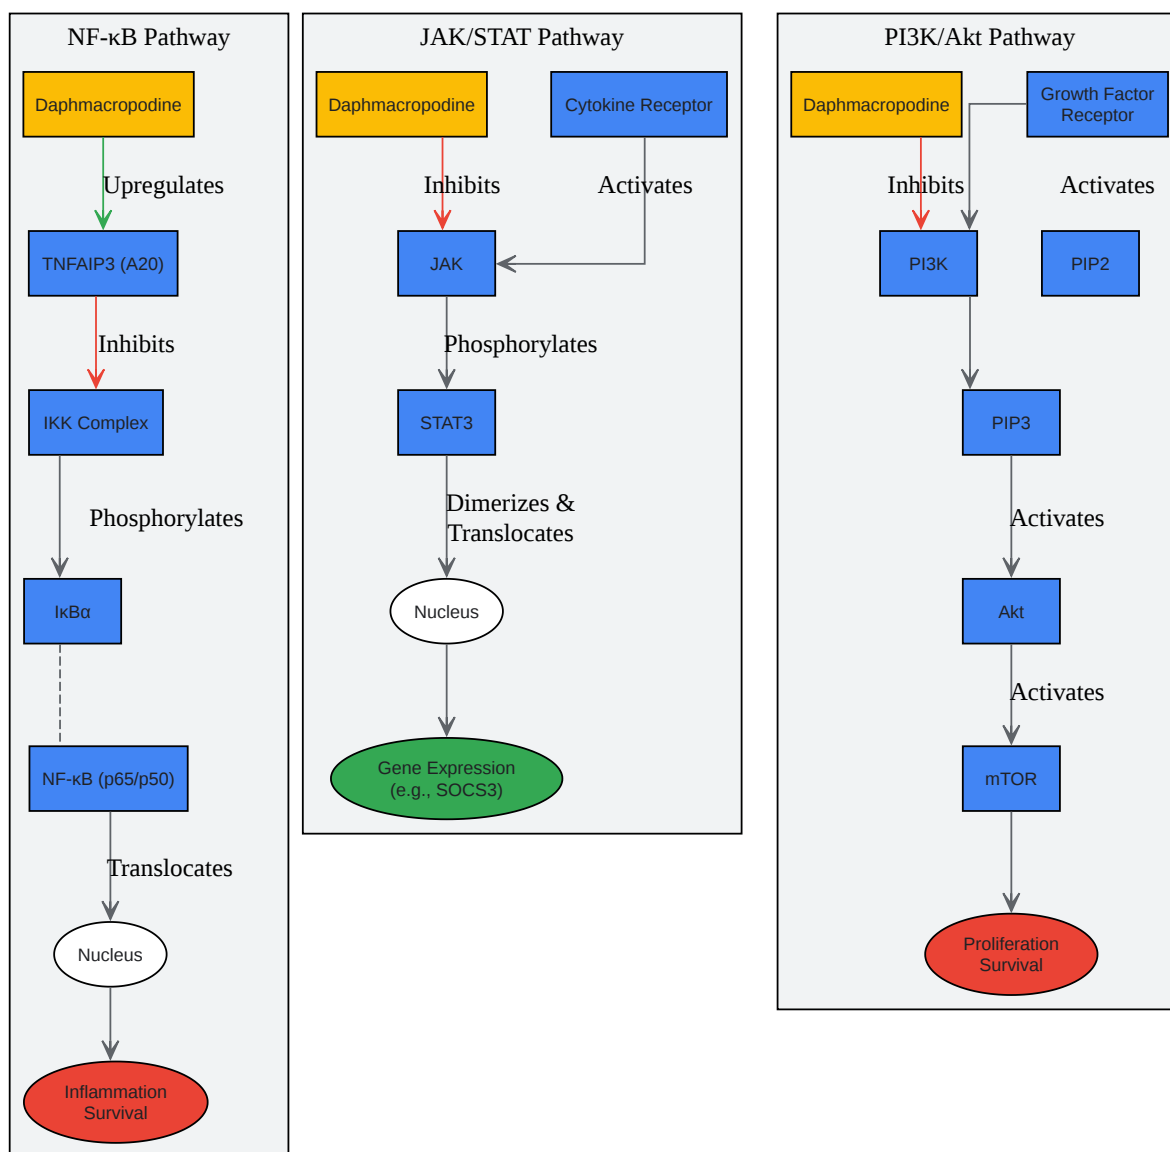 NF-κB Pathway
Daphmacropodine
Upregulates
TNFAIP3 (A20)
Inhibits
IKK Complex
Phosphorylates
IκBα
NF-κB (p65/p50)
Translocates
Nucleus
Inflammation
Survival
JAK/STAT Pathway
Daphmacropodine
Cytokine Receptor
Inhibits
Activates
JAK
Phosphorylates
STAT3
Dimerizes &
Translocates
Nucleus
Gene Expression
(e.g., SOCS3)
PI3K/Akt Pathway
Daphmacropodine
Growth Factor
Receptor
Inhibits
Activates
PI3K
PIP2
PIP3
Activates
Akt
Activates
mTOR
Proliferation
Survival